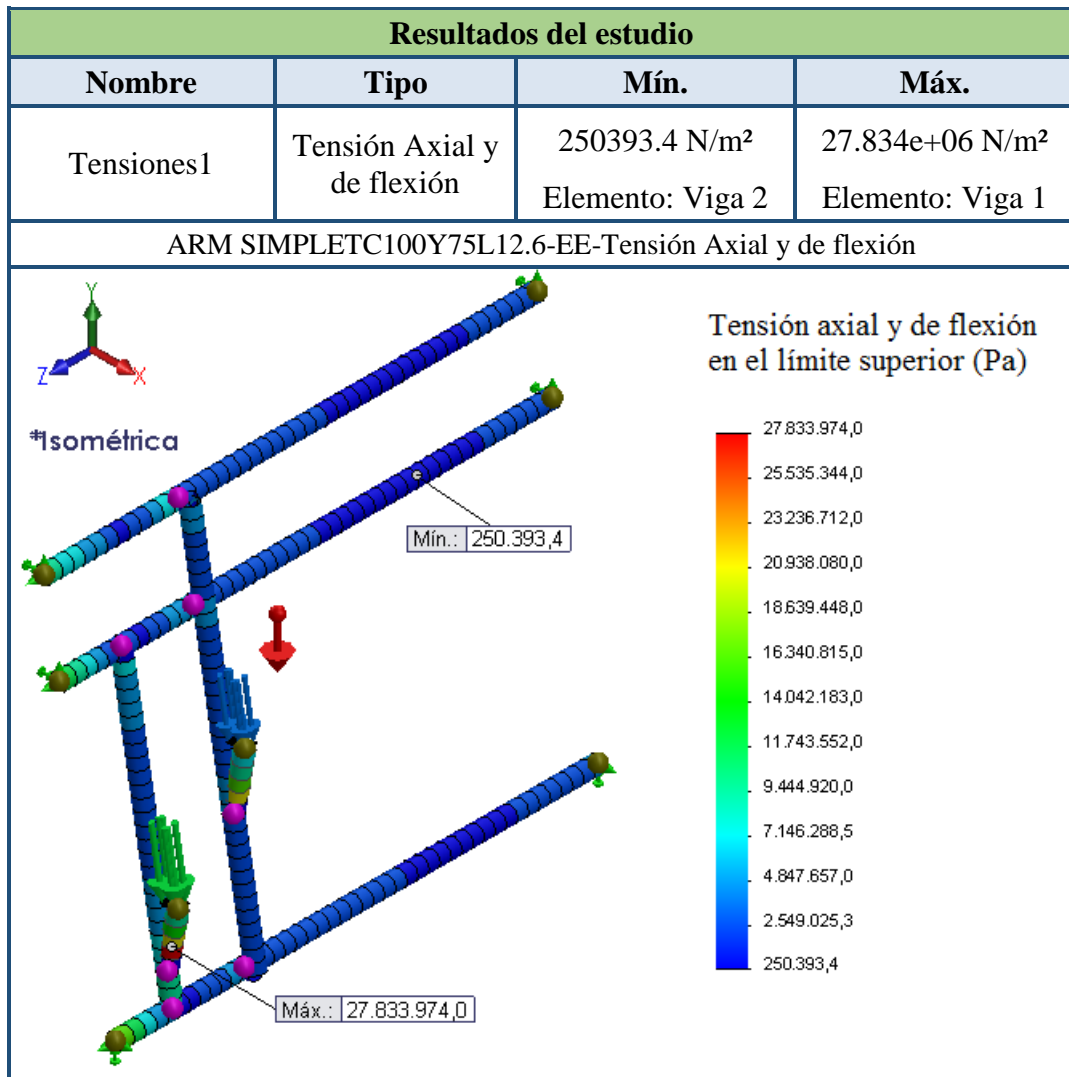 Resultados del estudio
Nombre Tipo Mín. Máx.
Tensiones1
Tensión Axial y
de flexión
250393.4 N/m²
Elemento: Viga 2
27.834e+06 N/m²
Elemento: Viga 1
ARM SIMPLETC100Y75L12.6-EE-Tensión Axial y de flexión
Y
Z
X
*Isométrica
Mín.: 250.393,4
Máx.: 27.833.974,0
Tensión axial y de flexión
en el límite superior (Pa)
27.833.974,0
25.535.344,0
23.236.712,0
20.938.080,0
18.639.448,0
16.340.815,0
14.042.183,0
11.743.552,0
9.444.920,0
7.146.288,5
4.847.657,0
2.549.025,3
250.393,4